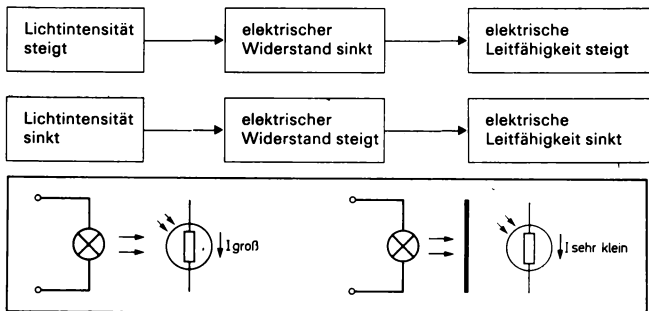 Lichtintensität
steigt
elektrischer
Widerstand sinkt
elektrische
Leitfähigkeit steigt
Lichtintensität
sinkt
elektrischer
Widerstand steigt
elektrische
Leitfähigkeit sinkt
I groß
I sehr klein